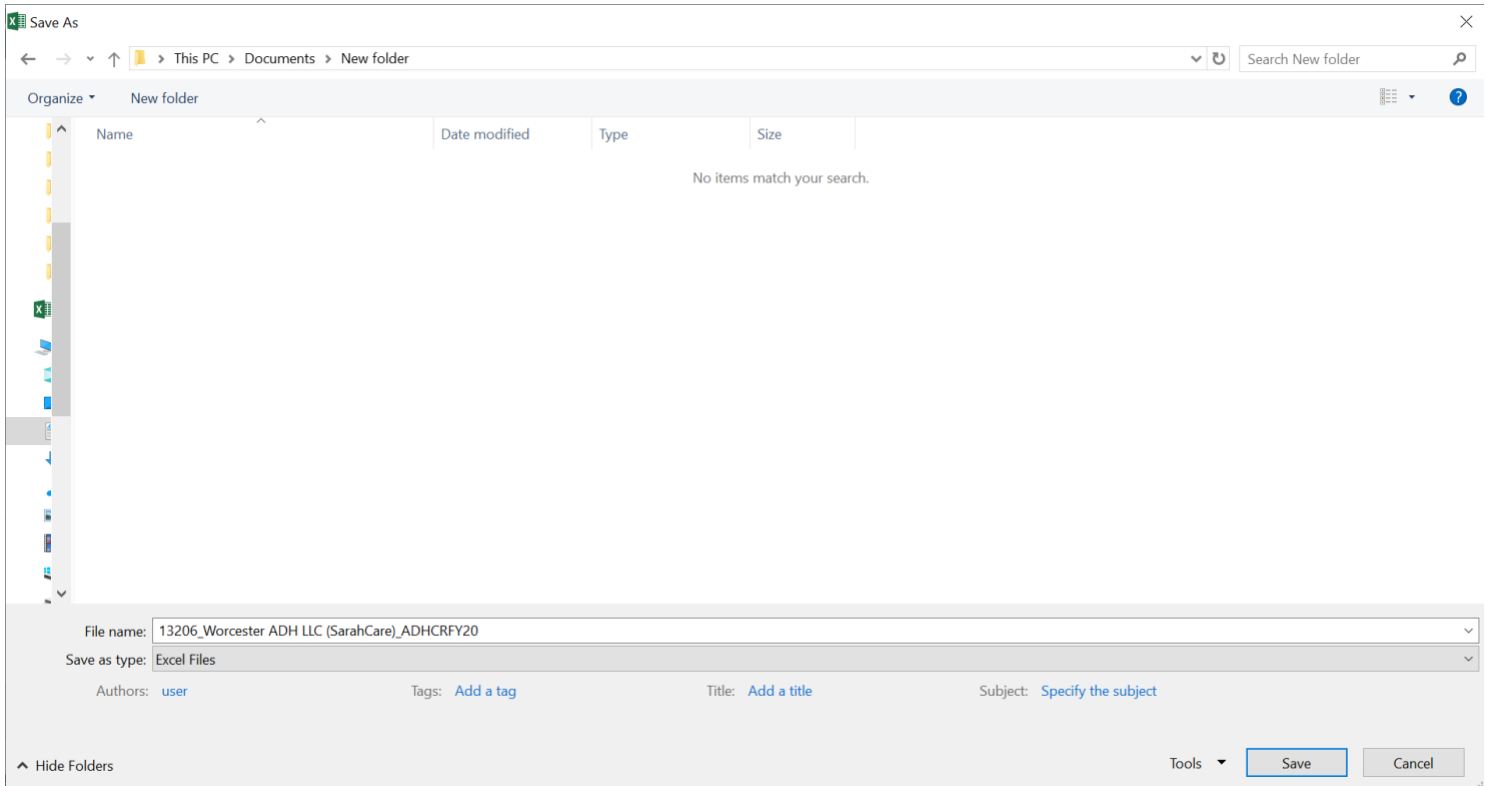 Save As
This PC > Documents > New folder
Search New folder
Organize New folder
Name Date modified Type Size
No items match your search.
File name: 13206_Worcester ADH LLC (SarahCare)_ADHCRFY20
Save as type: Excel Files
Authors: user Tags: Add a tag Title: Add a title Subject: Specify the subject
Hide Folders Tools Save Cancel